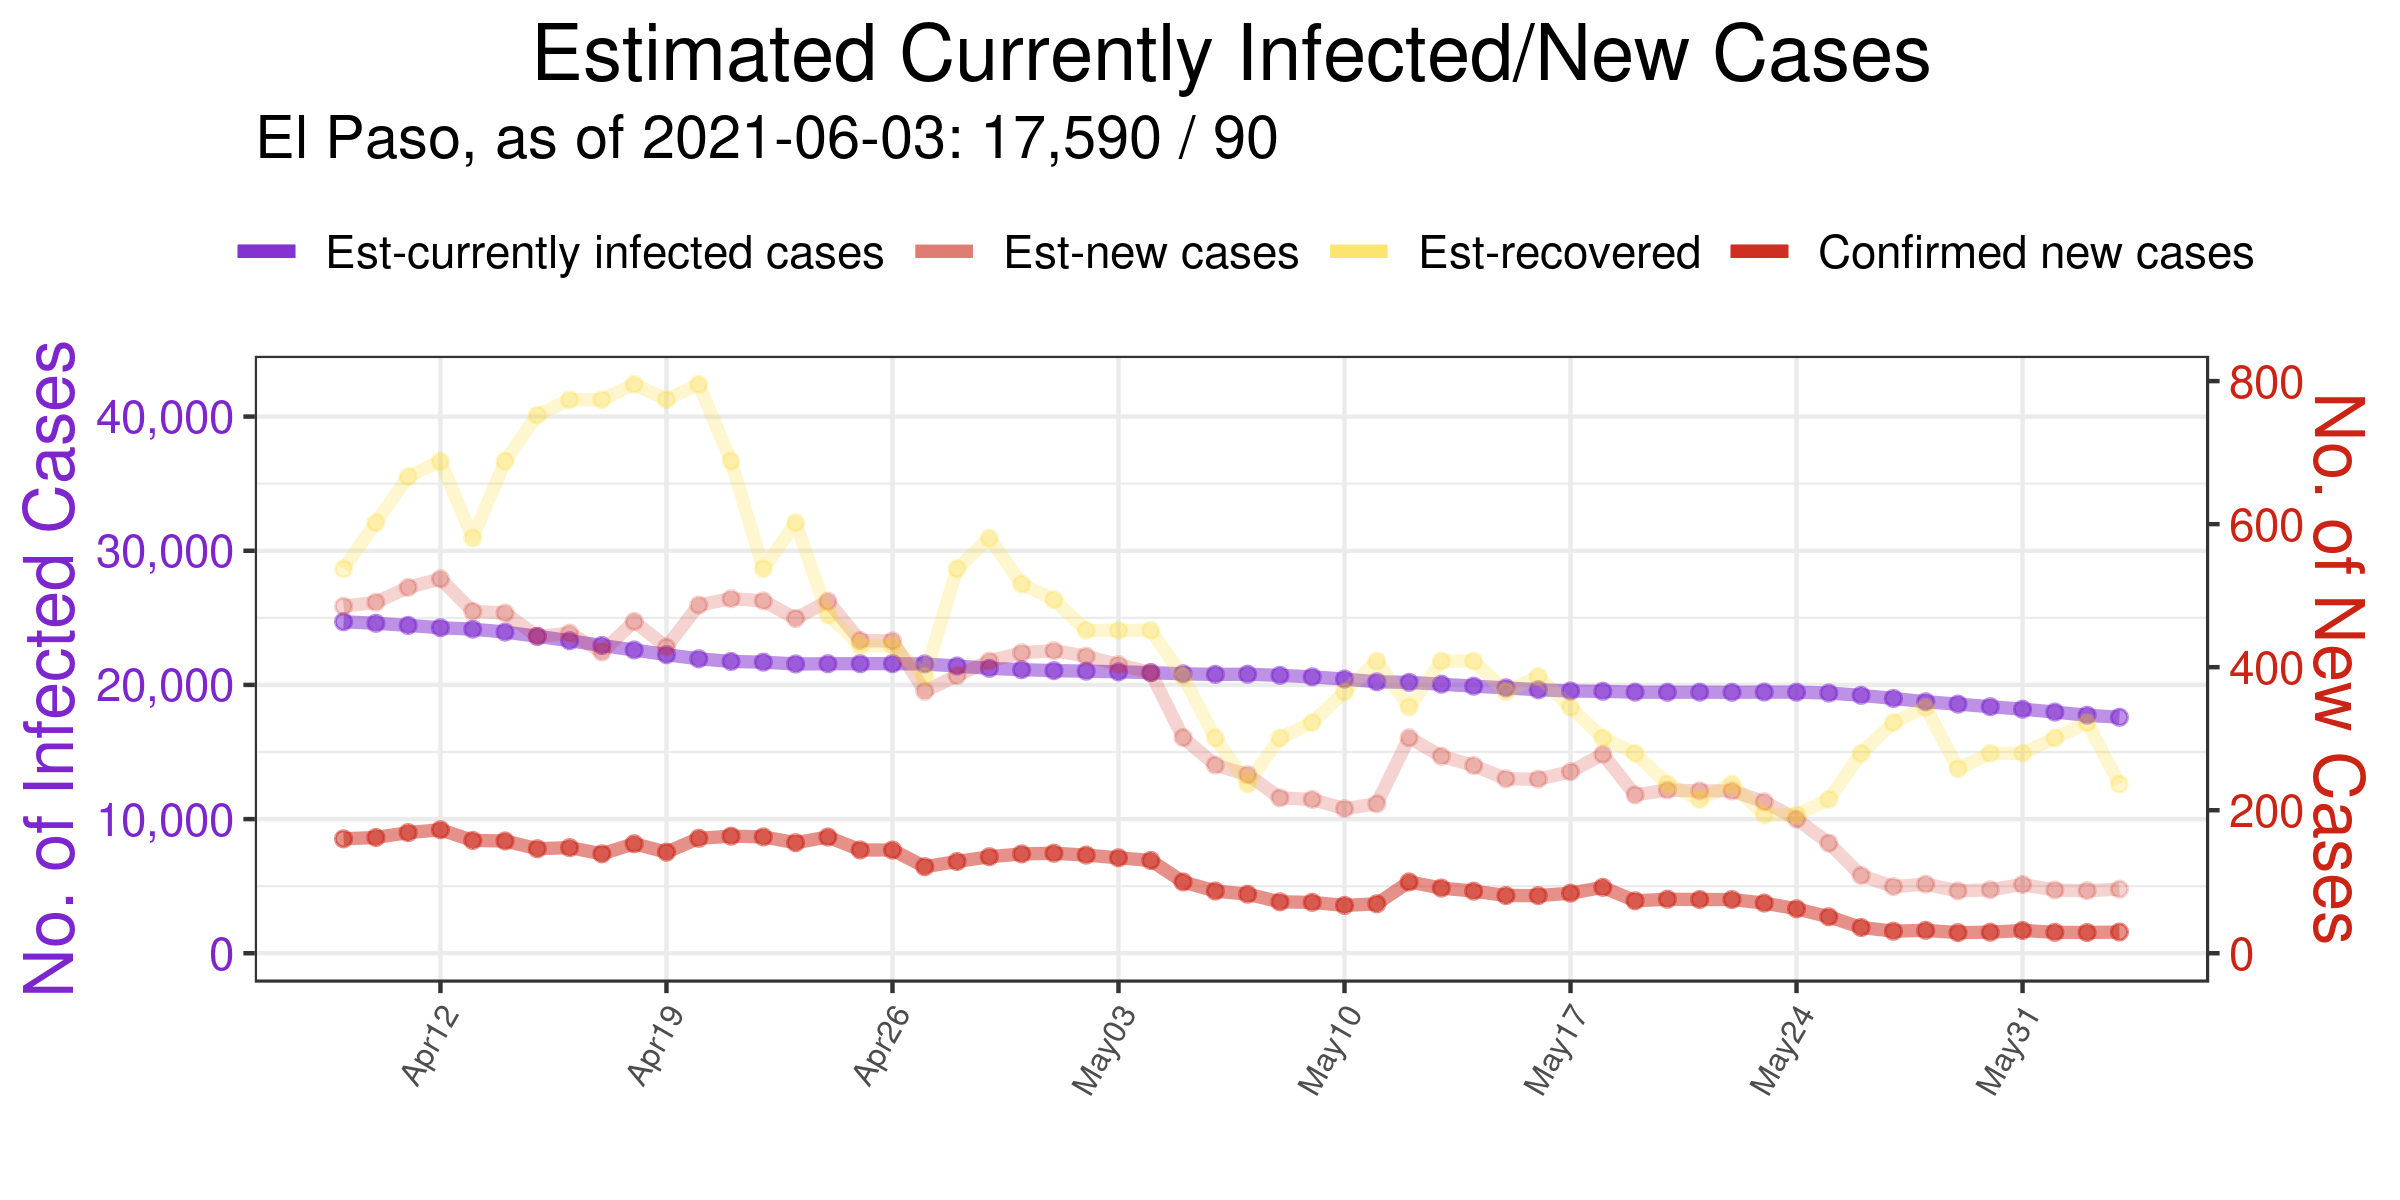 Estimated Currently Infected/New Cases
El Paso, as of 2021-06-03: 17,590 / 90
Est-currently infected cases Est-new cases Est-recovered Confirmed new cases
No. of Infected Cases
40,000
30,000
20,000
10,000
0
800
600
400
200
0
No. of New Cases
Apr12 Apr19 Apr26 May03 May10 May17 May24 May31